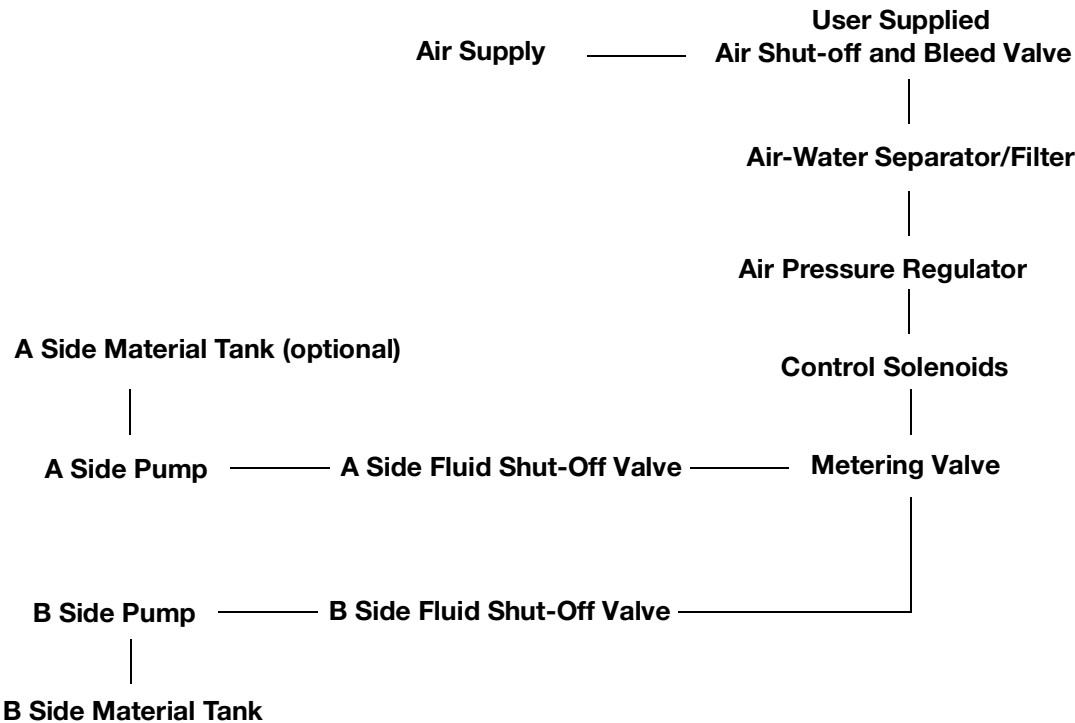 User Supplied
Air Supply
Air Shut-off and Bleed Valve
Air-Water Separator/Filter
Air Pressure Regulator
A Side Material Tank (optional)
Control Solenoids
A Side Pump
A Side Fluid Shut-Off Valve
Metering Valve
B Side Pump
B Side Fluid Shut-Off Valve
B Side Material Tank